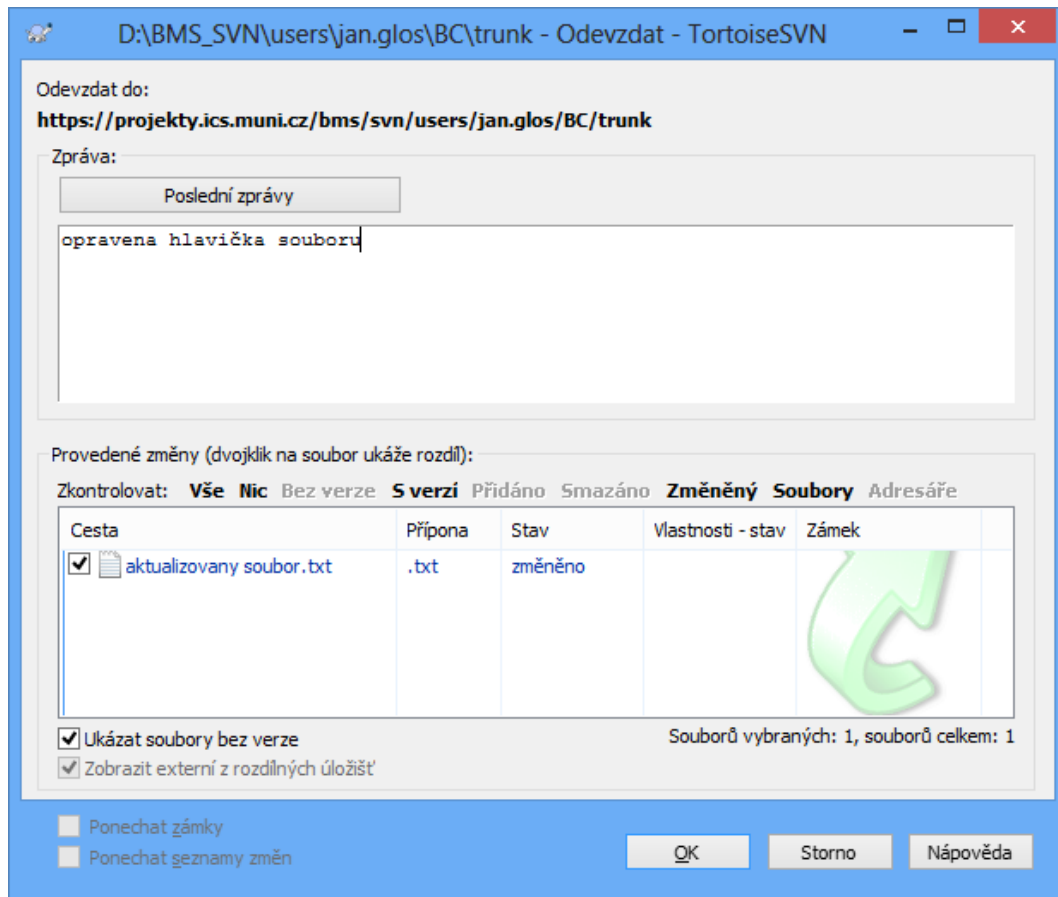 D:\BMS_SVN\users\jan.glos\BC\trunk - Odevzdat - TortoiseSVN
Odevzdat do:
https://projekty.ics.muni.cz/bms/svn/users/jan.glos/BC/trunk
Zpráva:
Poslední zprávy
opravena hlavička souboru
Provedené změny (dvojklik na soubor ukáže rozdíl):
Zkontrolovat: Vše Nic Bez verze S verzí Přidáno Smazáno Změněný Soubory Adresáře
Cesta Přípona Stav Vlastnosti - stav Zámek
aktualizovany soubor.txt .txt změněno
Ukázat soubory bez verze Souborů vybraných: 1, souborů celkem: 1
Zobrazit externí z rozdílných úložišť
Ponechat zámky
Ponechat seznamy změn
OK Storno Nápověda